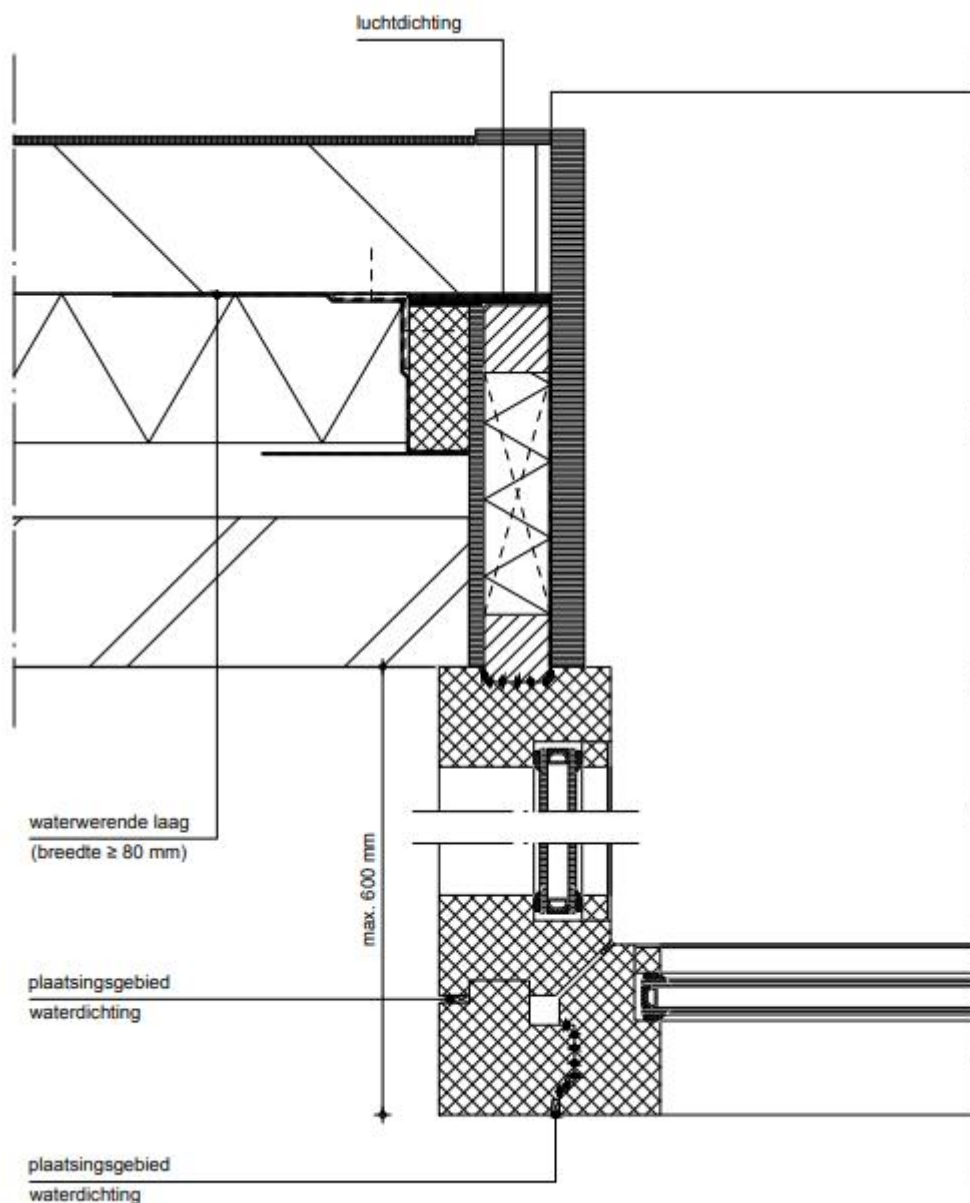 luchtdichting
waterwerende laag
(breedte ≥ 80 mm)
max. 600 mm
plaatsingsgebied
waterdichting
plaatsingsgebied
waterdichting